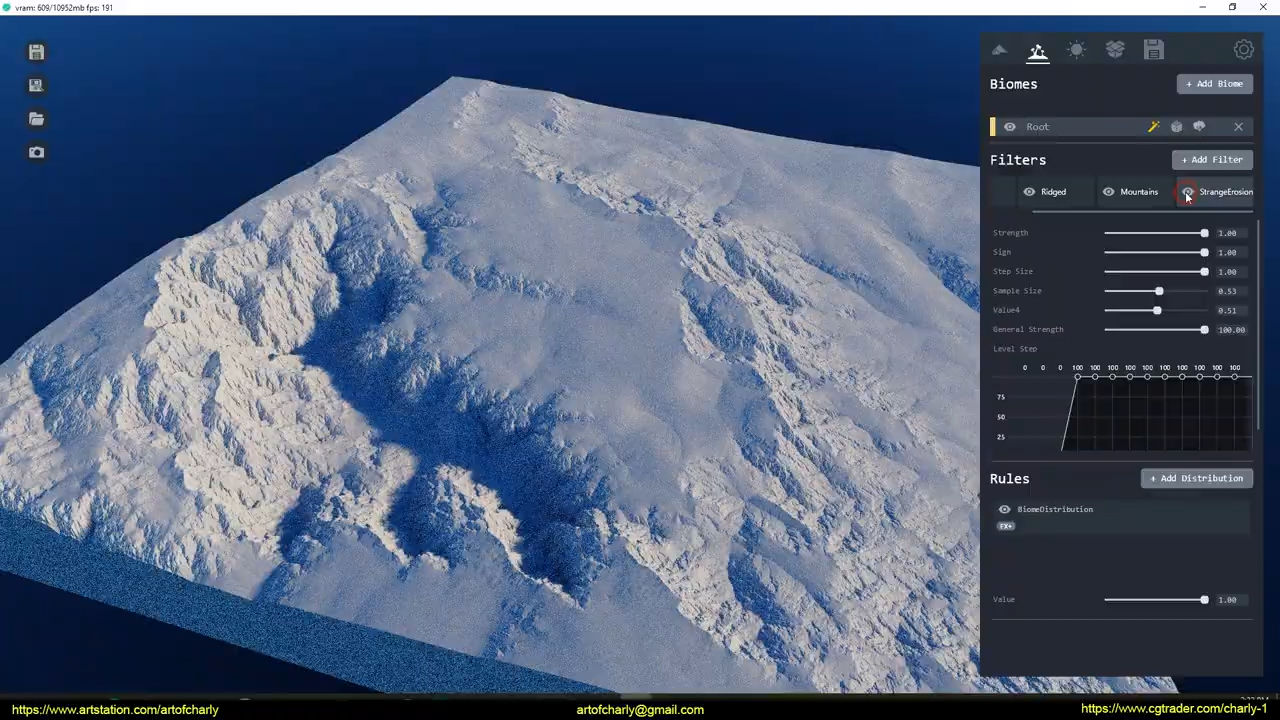 vram: 609/10952mb fps: 191
Biomes
+ Add Biome
Root
Filters
+ Add Filter
Ridged
Mountains
StrangeErosion
Strength 1.00
Sign 1.00
Step Size 1.00
Sample Size 0.53
Value4 0.51
General Strength 100.00
Level Step
0 0 0 100 100 100 100 100 100 100 100 100 100
75
50
25
Rules
+ Add Distribution
BiomeDistribution
FX+
Value 1.00
https://www.artstation.com/artofcharly
artofcharly@gmail.com
https://www.cgtrader.com/charly-1